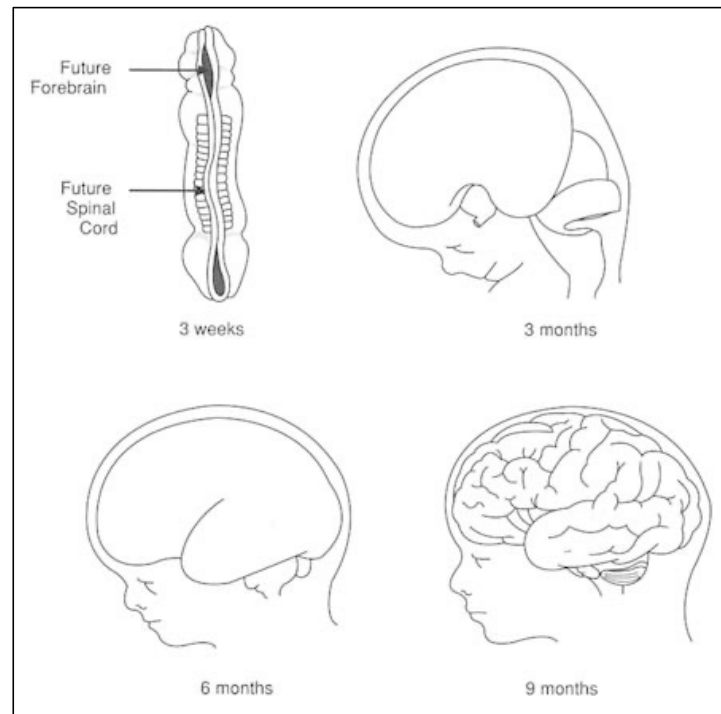 Future
Forebrain
Future
Spinal
Cord
3 weeks
3 months
6 months
9 months